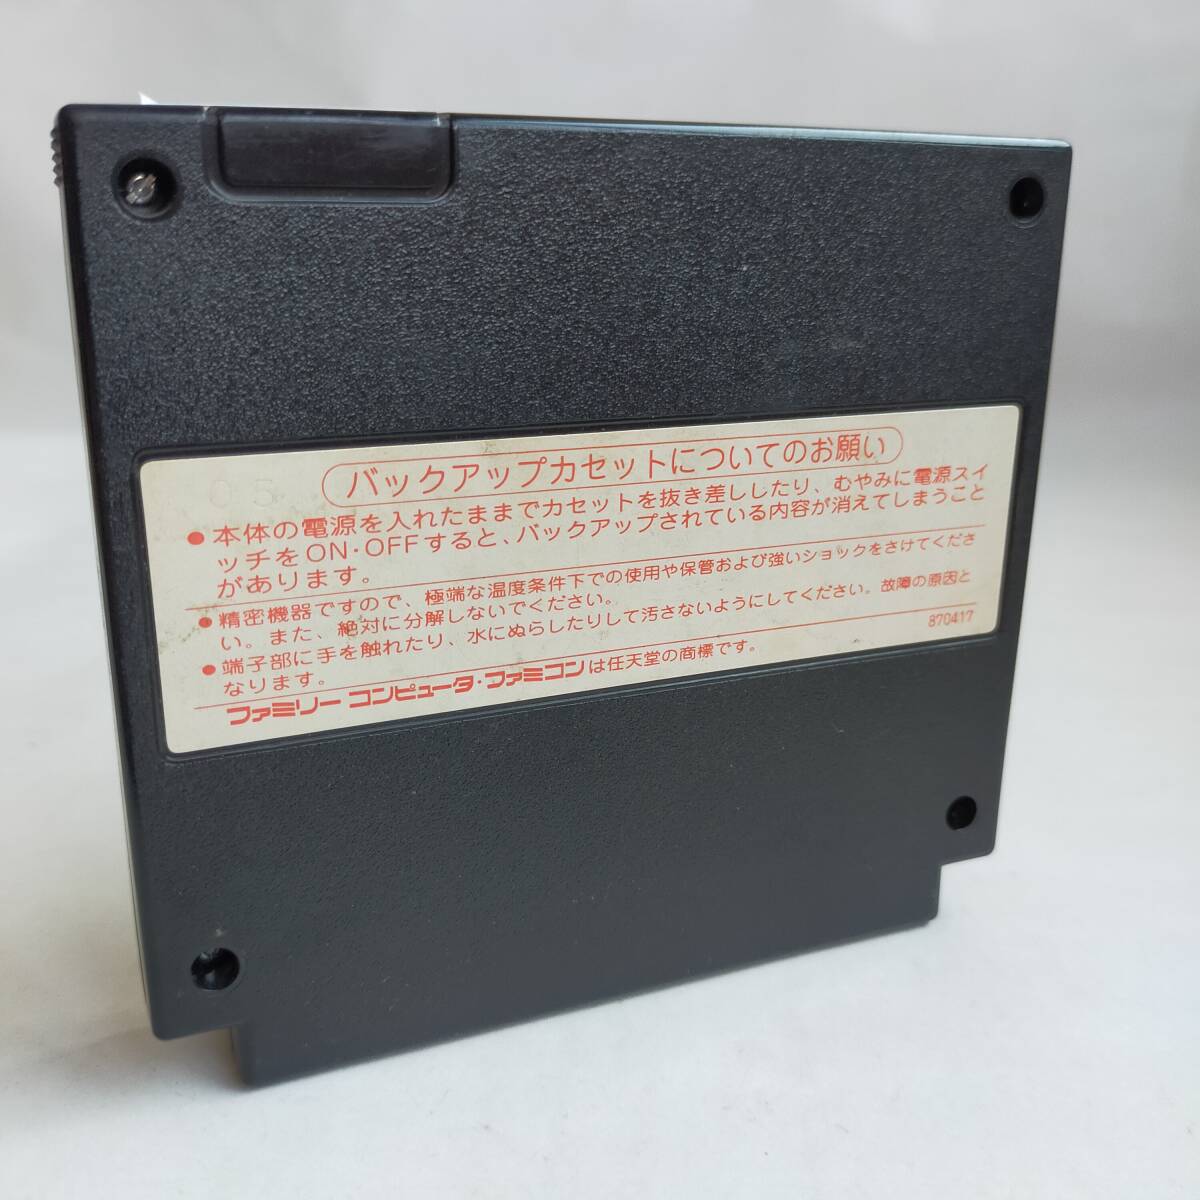 バックアップカセットについてのお願い
●本体の電源を入れたままでカセットを抜き差ししたり、むやみに電源スイ
ッチをON・OFFすると、バックアップされている内容が消えてしまうこと
があります。
●精密機器ですので、極端な温度条件下での使用や保管および強いショックをさけてくださ
い。また、絶対に分解しないでください。
●端子部に手を触れたり、水にぬらしたりして汚さないようにしてください。故障の原因と
なります。
870417
ファミリーコンピュータ・ファミコンは任天堂の商標です。